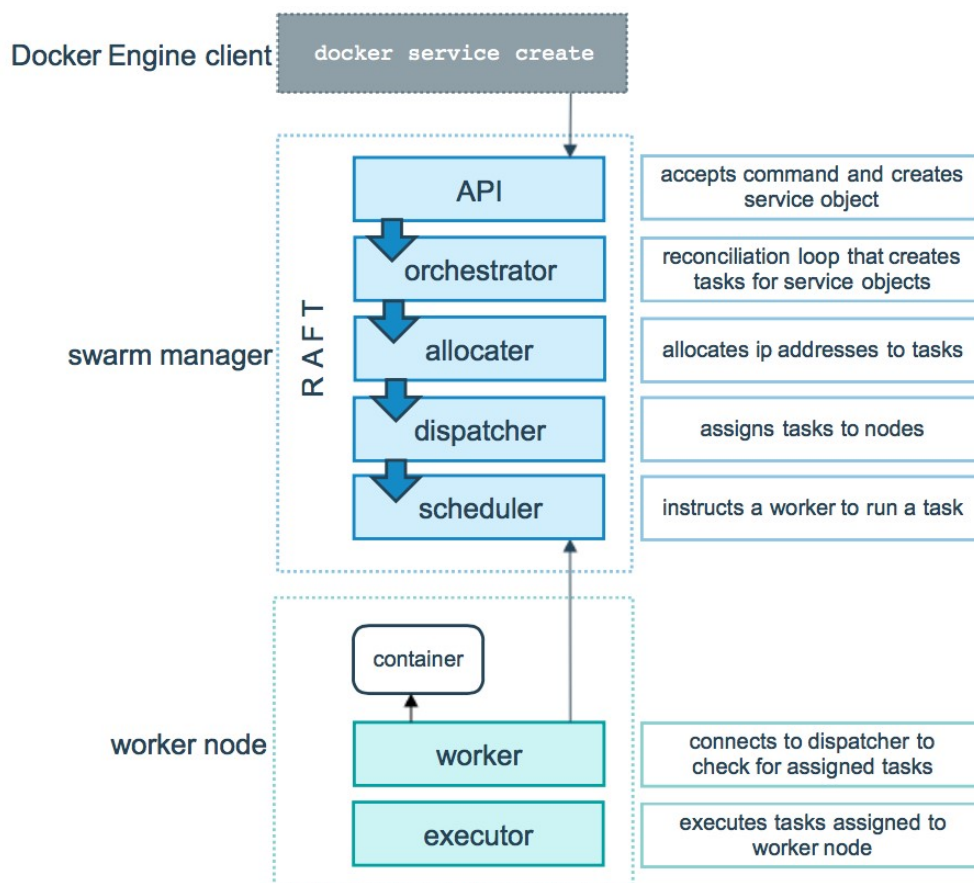 Docker Engine client
docker service create
swarm manager
RAFT
API
accepts command and creates
service object
orchestrator
reconciliation loop that creates
tasks for service objects
allocater
allocates ip addresses to tasks
dispatcher
assigns tasks to nodes
scheduler
instructs a worker to run a task
worker node
container
worker
connects to dispatcher to
check for assigned tasks
executor
executes tasks assigned to
worker node